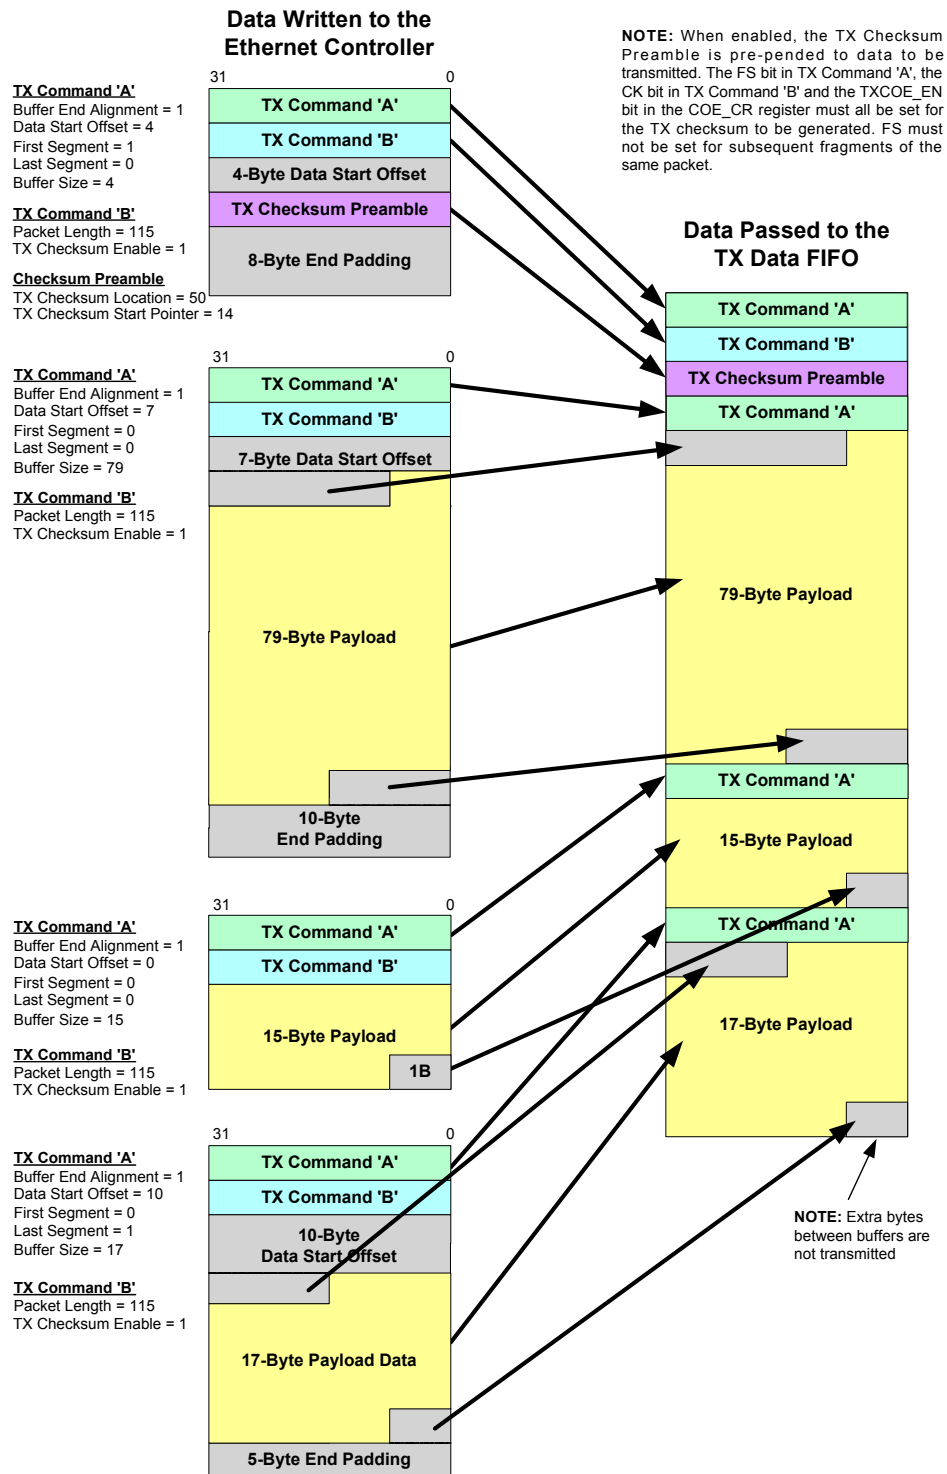 Data Written to the
Ethernet Controller
NOTE: When enabled, the TX Checksum
Preamble is pre-pended to data to be
transmitted. The FS bit in TX Command 'A', the
CK bit in TX Command 'B' and the TXCOE_EN
bit in the COE_CR register must all be set for
the TX checksum to be generated. FS must
not be set for subsequent fragments of the
same packet.
31 0
TX Command 'A'
Buffer End Alignment = 1
Data Start Offset = 4
First Segment = 1
Last Segment = 0
Buffer Size = 4
TX Command 'B'
Packet Length = 115
TX Checksum Enable = 1
Checksum Preamble
TX Checksum Location = 50
TX Checksum Start Pointer = 14
TX Command 'A'
TX Command 'B'
4-Byte Data Start Offset
TX Checksum Preamble
8-Byte End Padding
Data Passed to the
TX Data FIFO
TX Command 'A'
TX Command 'B'
TX Checksum Preamble
TX Command 'A'
79-Byte Payload
TX Command 'A'
15-Byte Payload
TX Command 'A'
17-Byte Payload
NOTE: Extra bytes
between buffers are
not transmitted
31 0
TX Command 'A'
Buffer End Alignment = 1
Data Start Offset = 7
First Segment = 0
Last Segment = 0
Buffer Size = 79
TX Command 'B'
Packet Length = 115
TX Checksum Enable = 1
TX Command 'A'
TX Command 'B'
7-Byte Data Start Offset
79-Byte Payload
10-Byte
End Padding
31 0
TX Command 'A'
Buffer End Alignment = 1
Data Start Offset = 0
First Segment = 0
Last Segment = 0
Buffer Size = 15
TX Command 'B'
Packet Length = 115
TX Checksum Enable = 1
TX Command 'A'
TX Command 'B'
15-Byte Payload
1B
31 0
TX Command 'A'
Buffer End Alignment = 1
Data Start Offset = 10
First Segment = 0
Last Segment = 1
Buffer Size = 17
TX Command 'B'
Packet Length = 115
TX Checksum Enable = 1
TX Command 'A'
TX Command 'B'
10-Byte
Data Start Offset
17-Byte Payload Data
5-Byte End Padding